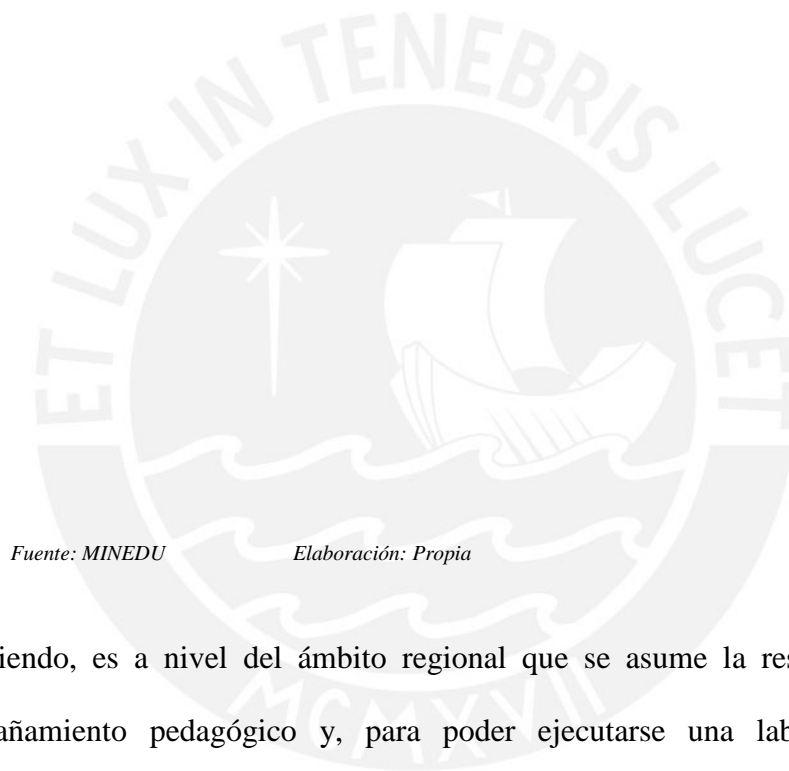 ET LUX IN TENEBRIS LUCET
Fuente: MINEDU Elaboración: Propia
iendo, es a nivel del ámbito regional que se asume la res
añamiento pedagógico y, para poder ejecutarse una lab
MCMXVII